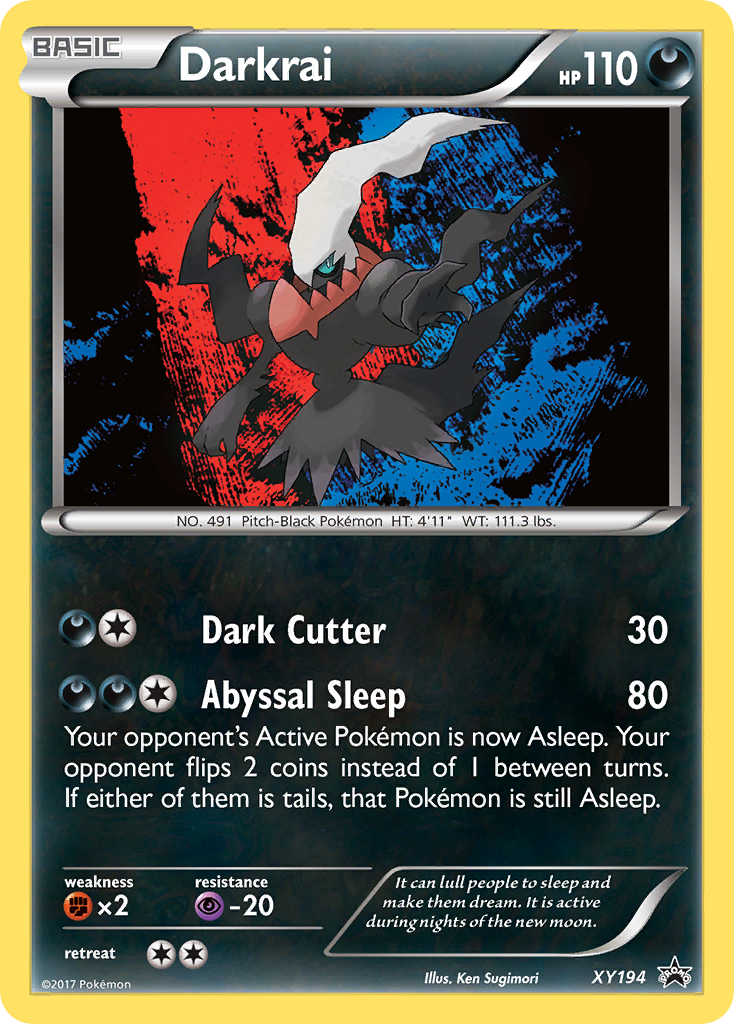 BASIC
Darkrai
HP110
NO. 491 Pitch-Black Pokémon HT: 4'11" WT: 111.3 lbs.
Dark Cutter 30
Abyssal Sleep 80
Your opponent's Active Pokémon is now Asleep. Your
opponent flips 2 coins instead of 1 between turns.
If either of them is tails, that Pokémon is still Asleep.
weakness
×2
resistance
-20
It can lull people to sleep and
make them dream. It is active
during nights of the new moon.
retreat
©2017 Pokémon
Illus. Ken Sugimori
XY194
PROMO